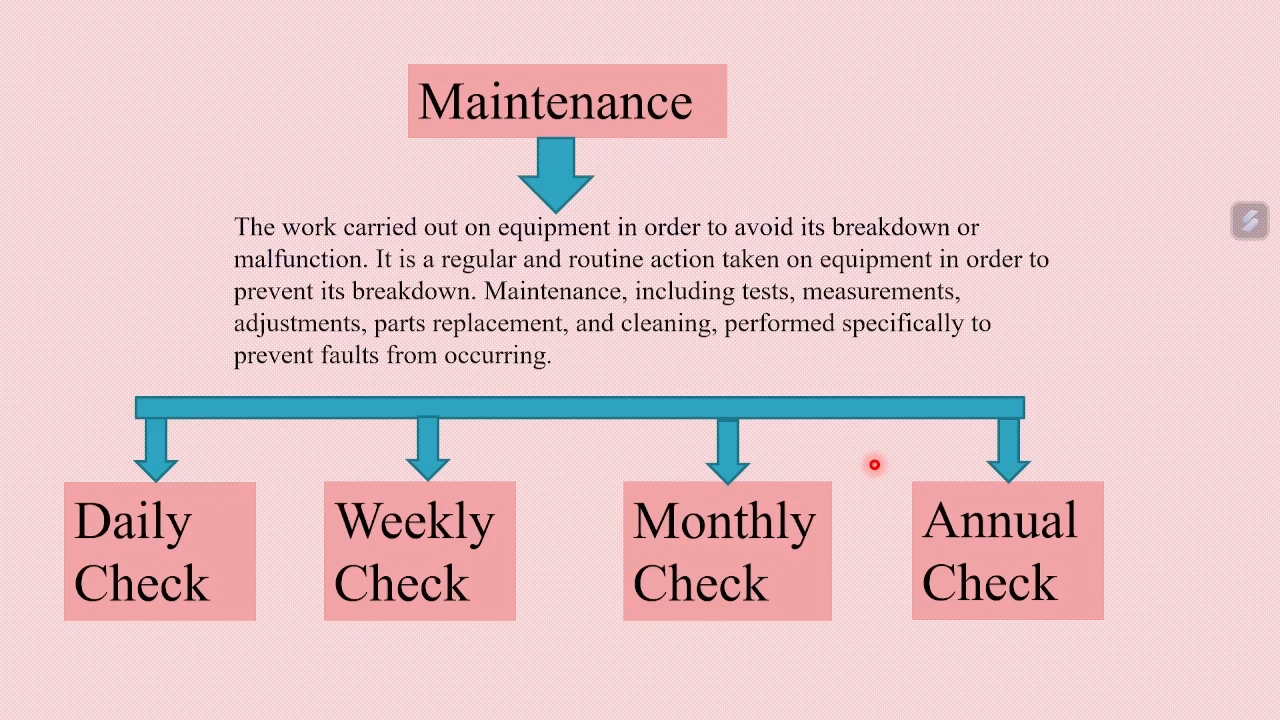 Maintenance
The work carried out on equipment in order to avoid its breakdown or
malfunction. It is a regular and routine action taken on equipment in order to
prevent its breakdown. Maintenance, including tests, measurements,
adjustments, parts replacement, and cleaning, performed specifically to
prevent faults from occurring.
Daily
Check
Weekly
Check
Monthly
Check
Annual
Check